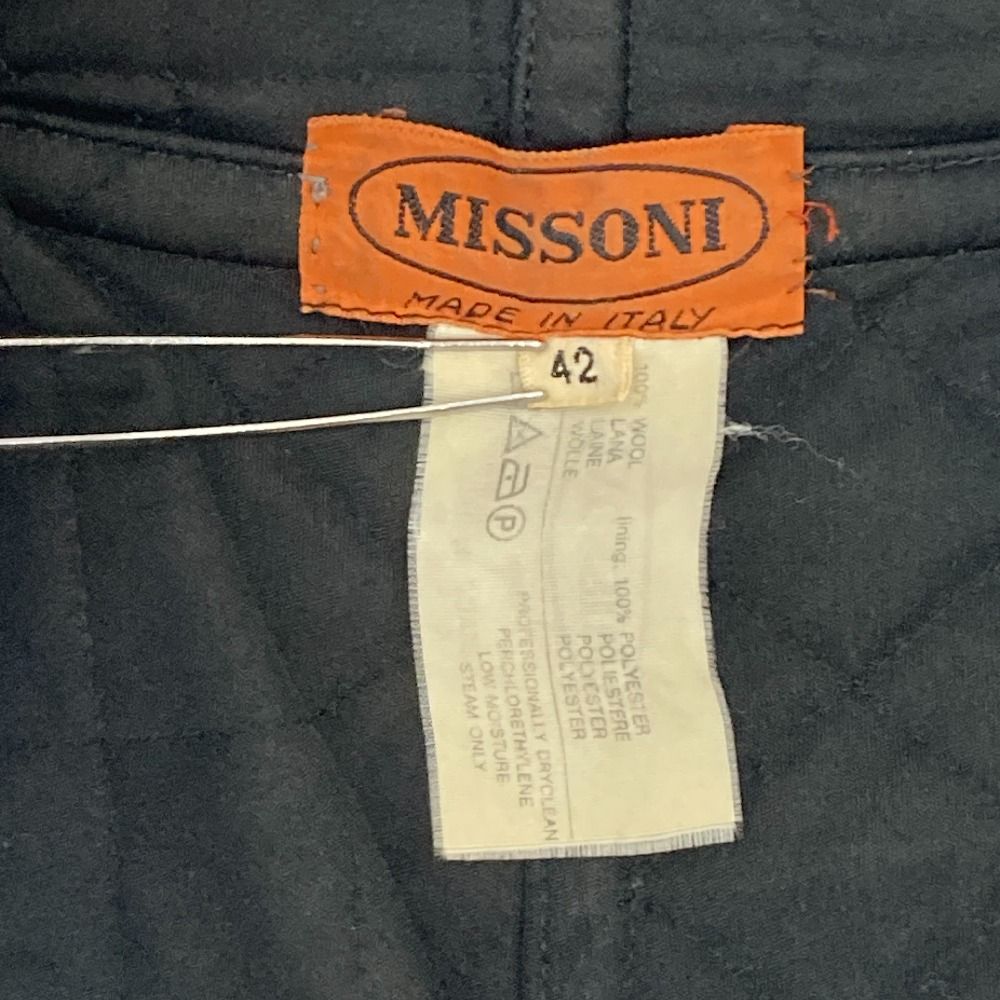 MISSONI
MADE IN ITALY
42
100% WOOL
LANA
LAINE
WOLLE
lining: 100% POLYESTER
POLIESTERE
POLYESTER
POLYESTER
P
PROFESSIONALLY DRYCLEAN
PERCHLORETHYLENE
LOW MOISTURE
STEAM ONLY